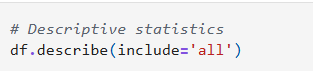 # Descriptive statistics
df.describe(include='all')